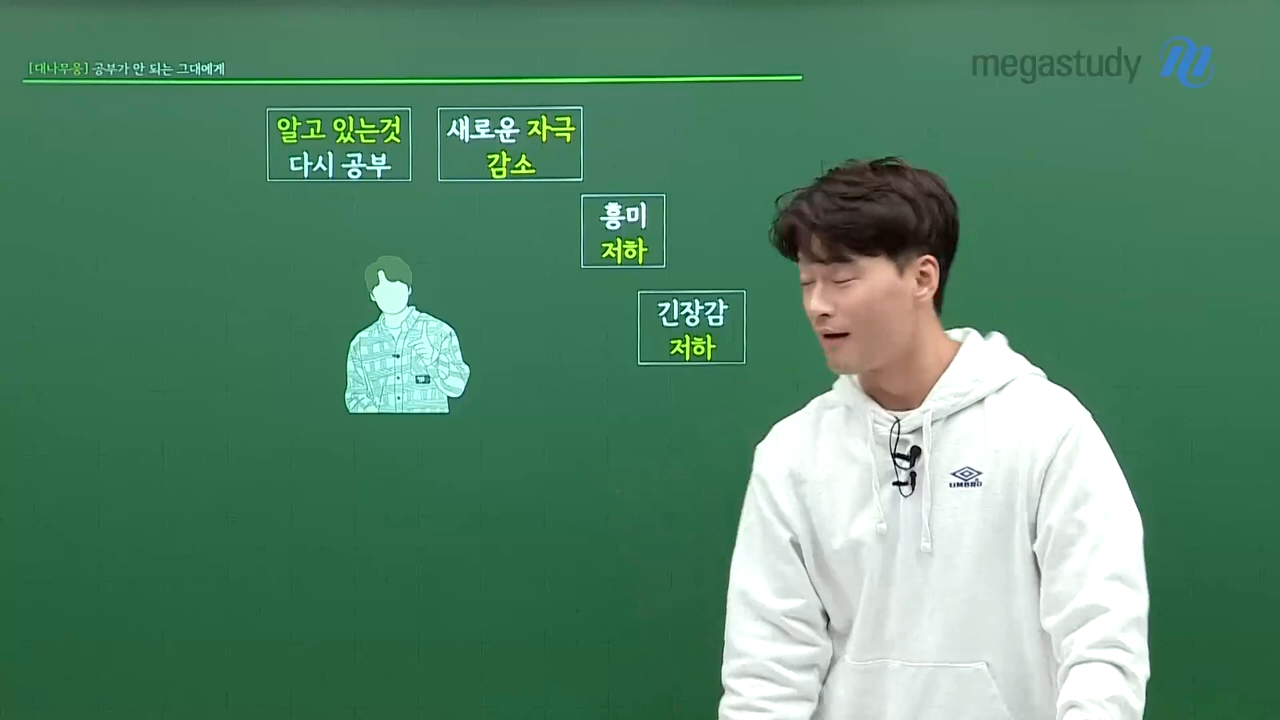 [대나무응] 공부가 안 되는 그대에게
megastudy
알고 있는것
다시 공부
새로운 자극
감소
흥미
저하
긴장감
저하
UMBRO